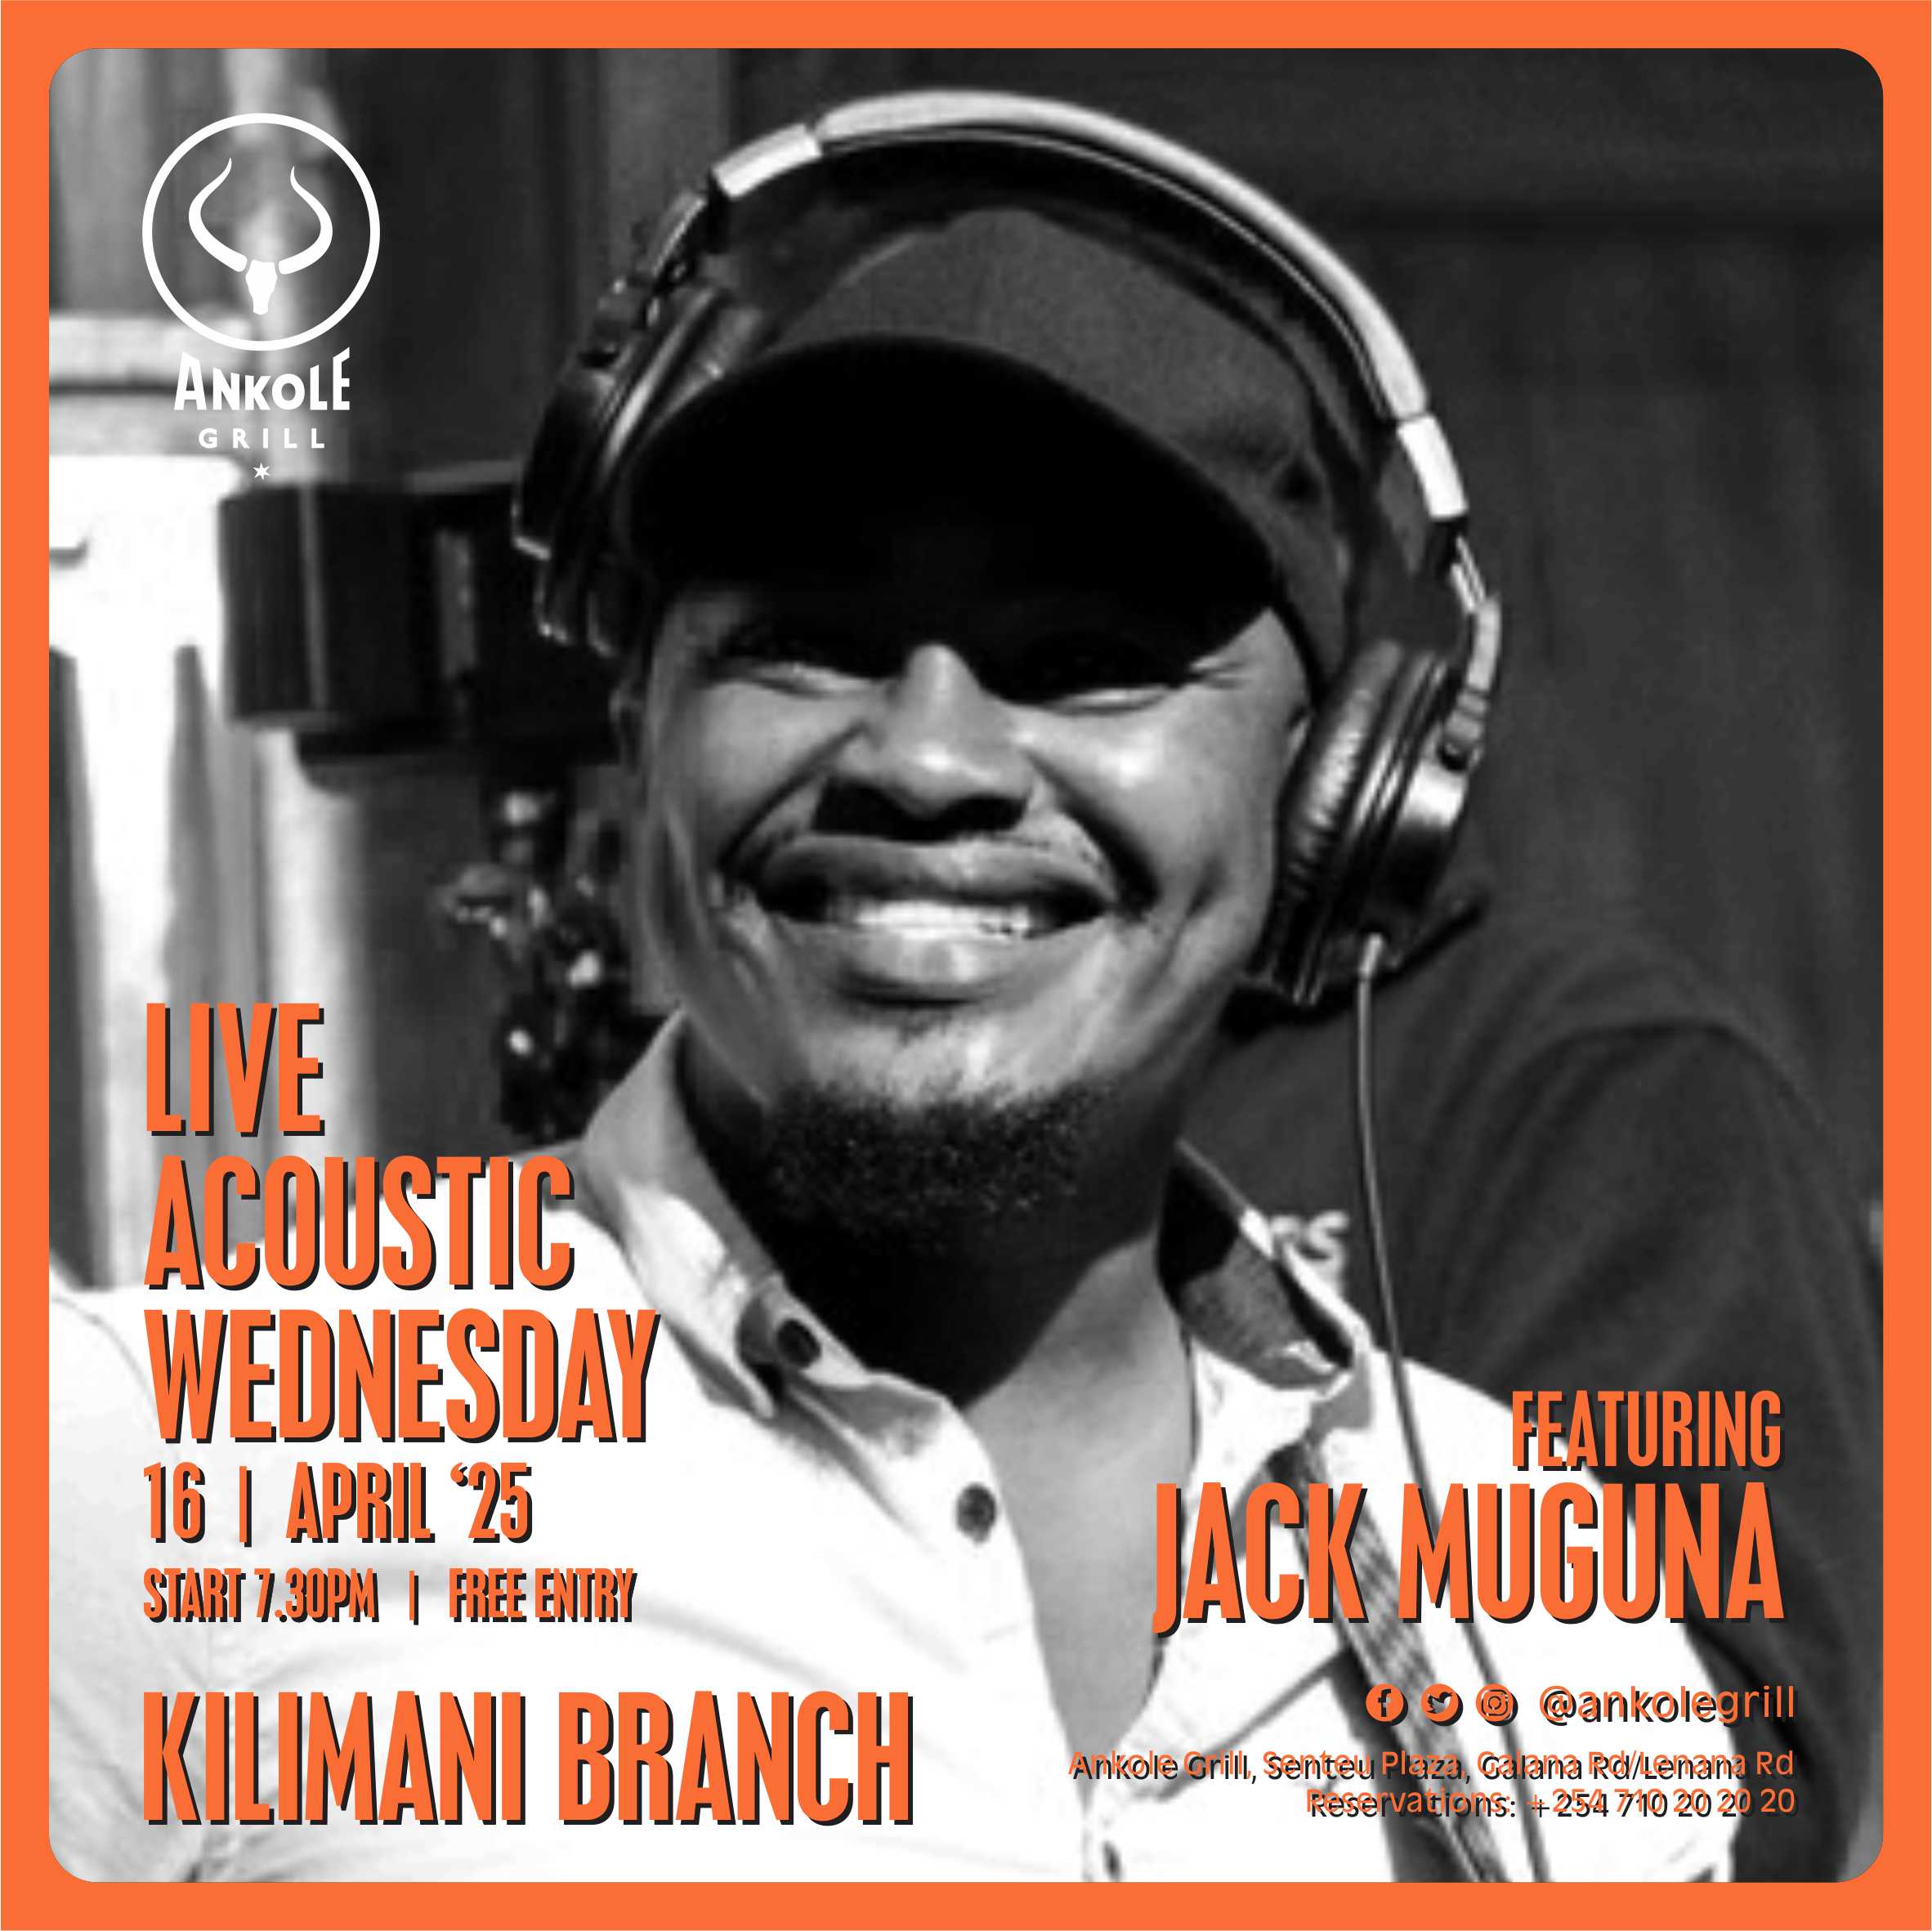 ANKOLE
GRILL
LIVE
ACOUSTIC
WEDNESDAY
16 | APRIL ‘25
START 7.30PM | FREE ENTRY
KILIMANI BRANCH
FEATURING
JACK MUGUNA
@ankolegrill
Ankole Grill, Senteu Plaza, Galana Rd/Lenana Rd
Reservations: + 254 710 20 20 20